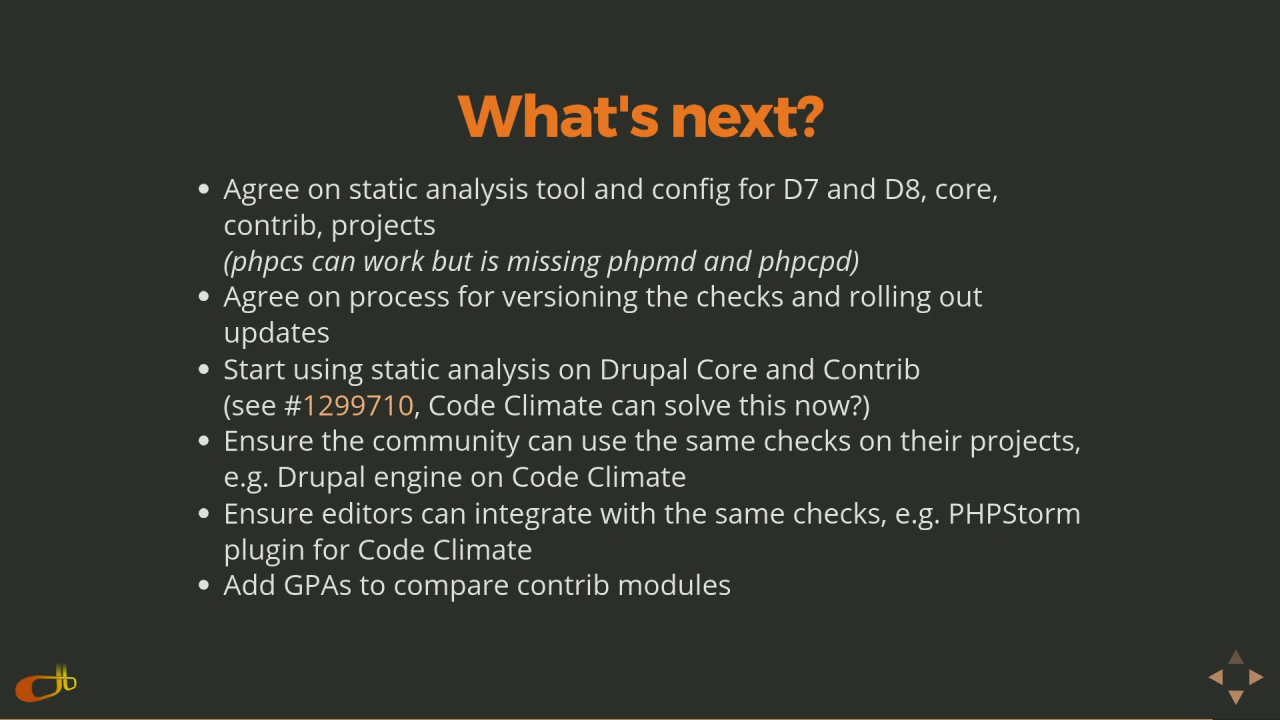 What's next?
Agree on static analysis tool and config for D7 and D8, core,
contrib, projects
(phpcs can work but is missing phpmd and phpcpd)
Agree on process for versioning the checks and rolling out
updates
Start using static analysis on Drupal Core and Contrib
(see #1299710, Code Climate can solve this now?)
Ensure the community can use the same checks on their projects,
e.g. Drupal engine on Code Climate
Ensure editors can integrate with the same checks, e.g. PHPStorm
plugin for Code Climate
Add GPAs to compare contrib modules